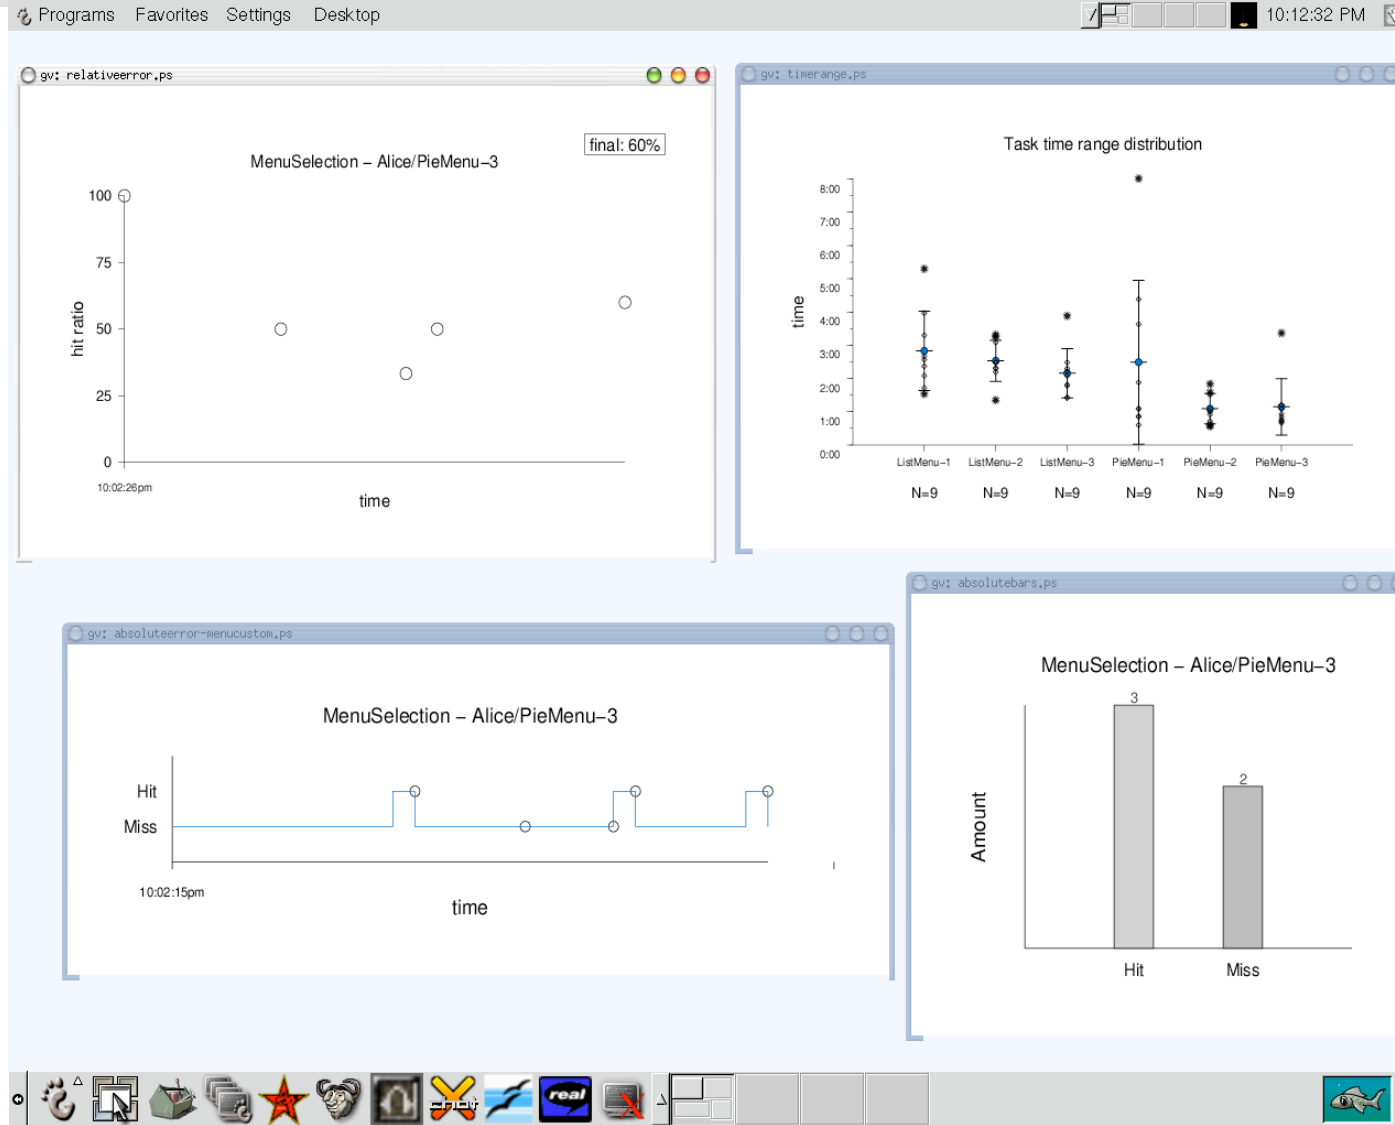 Programs Favorites Settings Desktop 10:12:32 PM
gv: relativeerror.ps
final: 60%
MenuSelection – Alice/PieMenu–3
100
75
50
25
0
hit ratio
10:02:26pm
time
gv: timerange.ps
Task time range distribution
8:00
7:00
6:00
5:00
4:00
3:00
2:00
1:00
0:00
time
ListMenu–1 ListMenu–2 ListMenu–3 PieMenu–1 PieMenu–2 PieMenu–3
N=9 N=9 N=9 N=9 N=9 N=9
gv: absoluteerror-menucustom.ps
MenuSelection – Alice/PieMenu–3
Hit
Miss
10:02:15pm
time
gv: absolutebars.ps
MenuSelection – Alice/PieMenu–3
3
2
Amount
Hit Miss
chat
real